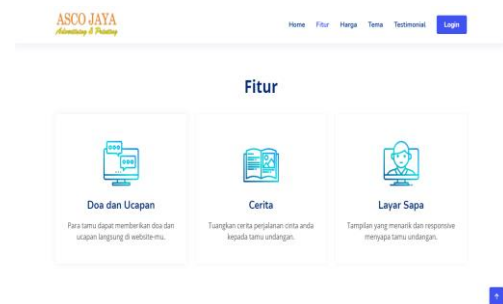 ASCO JAYA
Advertising & Printing
Home Fitur Harga Tema Testimonial Login
Fitur
Doa dan Ucapan
Para tamu dapat memberikan doa dan
ucapan langsung di website-mu.
Cerita
Tuangkan cerita perjalanan cinta anda
kepada tamu undangan.
Layar Sapa
Tampilan yang menarik dan responsive
menyapa tamu undangan.